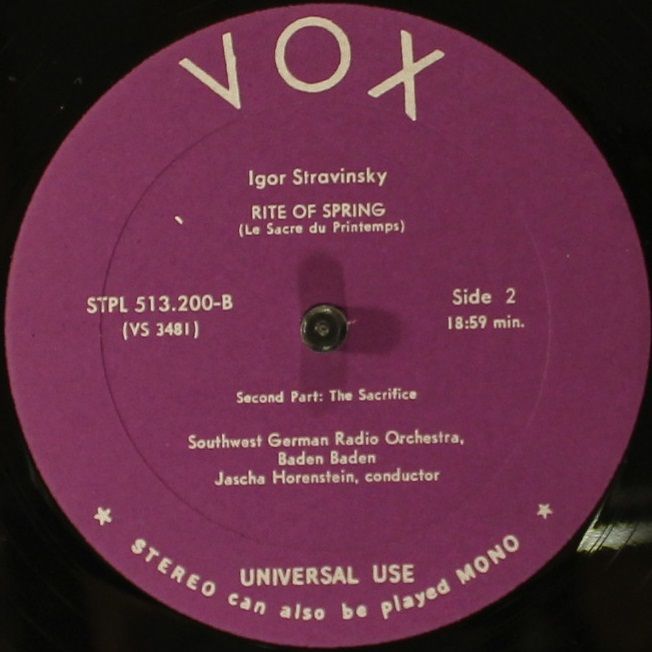 VOX
Igor Stravinsky
RITE OF SPRING
(Le Sacre du Printemps)
STPL 513.200-B
(VS 3481)
Side 2
18:59 min.
Second Part: The Sacrifice
Southwest German Radio Orchestra,
Baden Baden
Jascha Horenstein, conductor
UNIVERSAL USE
* STEREO can also be played MONO *